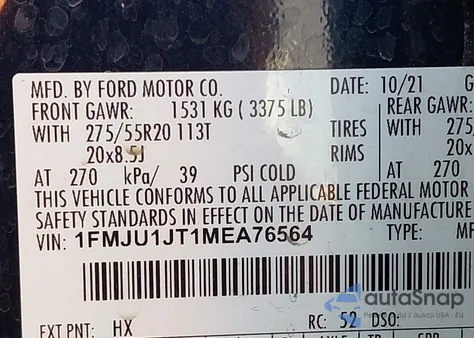 MFD. BY FORD MOTOR CO. DATE: 10/21 G
FRONT GAWR: 1531 KG ( 3375 LB) REAR GAWR:
WITH 275/55R20 113T TIRES 275/
20x8.5J RIMS 20x
AT 270 kPa/ 39 PSI COLD AT 270
THIS VEHICLE CONFORMS TO ALL APPLICABLE FEDERAL MOTOR
SAFETY STANDARDS IN EFFECT ON THE DATE OF MANUFACTURE
VIN: 1FMJU1JT1MEA76564 TYPE: MF
autoSnap
EXT PNT: HX RC: 52 DSO: